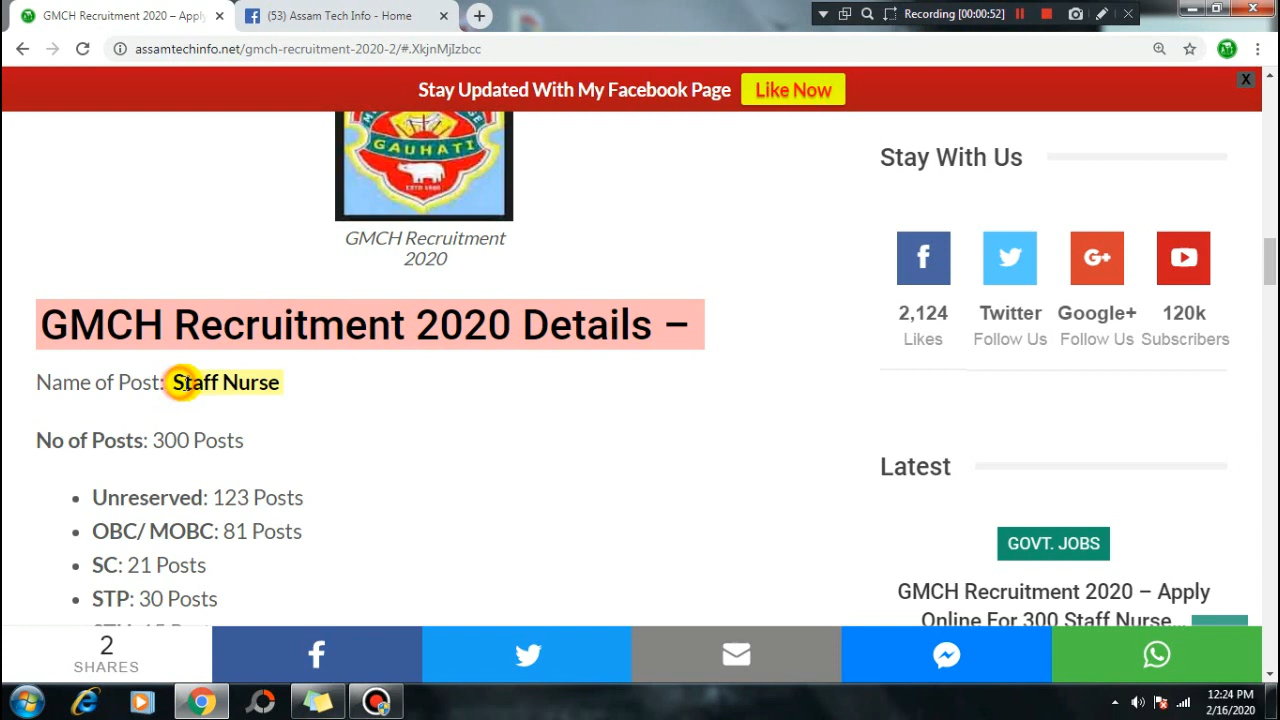 GMCH Recruitment 2020 – Apply
(53) Assam Tech Info - Home
Recording [00:00:52]
assamtechinfo.net/gmch-recruitment-2020-2/#.XkjnMjIzbcc
Stay Updated With My Facebook Page
Like Now
X
GAUHATI
GMCH Recruitment
2020
GMCH Recruitment 2020 Details –
Name of Post: Staff Nurse
No of Posts: 300 Posts
Unreserved: 123 Posts
OBC/ MOBC: 81 Posts
SC: 21 Posts
STP: 30 Posts
Stay With Us
2,124
Likes
Twitter
Follow Us
Google+
Follow Us
120k
Subscribers
Latest
GOVT. JOBS
GMCH Recruitment 2020 – Apply
Online For 300 Staff Nurse...
2
SHARES
12:24 PM
2/16/2020